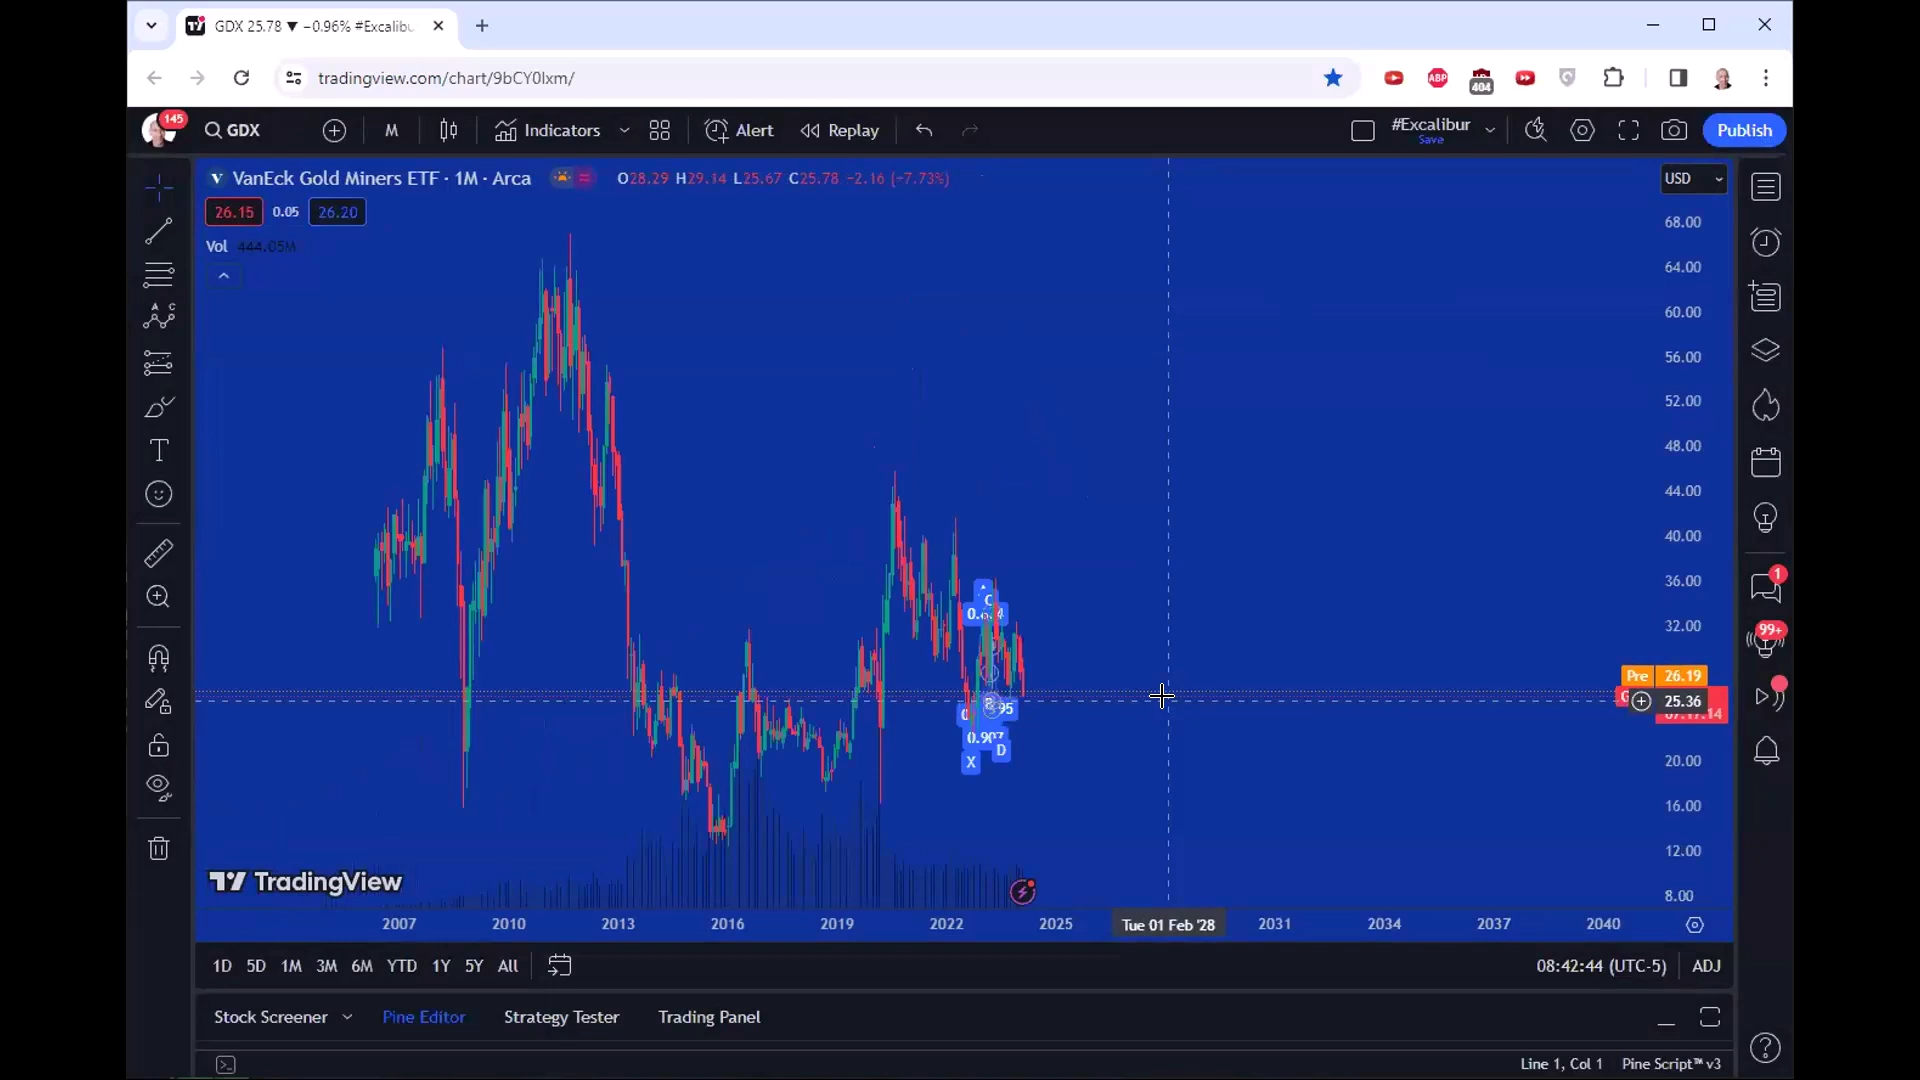 GDX 25.78 ▼ −0.96% #Excalibu
tradingview.com/chart/9bCY0lxm/
ABP
404
145
GDX
M
Indicators
Alert
Replay
#Excalibur
Save
Publish
VanEck Gold Miners ETF · 1M · Arca
O28.29 H29.14 L25.67 C25.78 −2.16 (−7.73%)
USD
26.15 0.05 26.20
Vol 444.05M
68.00
64.00
60.00
56.00
52.00
48.00
44.00
40.00
36.00
32.00
Pre 26.19
25.36
20.00
16.00
12.00
8.00
C
B
0.907
D
X
1
99+
TradingView
2007 2010 2013 2016 2019 2022 2025 Tue 01 Feb '28 2031 2034 2037 2040
1D 5D 1M 3M 6M YTD 1Y 5Y All
08:42:44 (UTC-5) ADJ
Stock Screener Pine Editor Strategy Tester Trading Panel
Line 1, Col 1 Pine Script™ v3